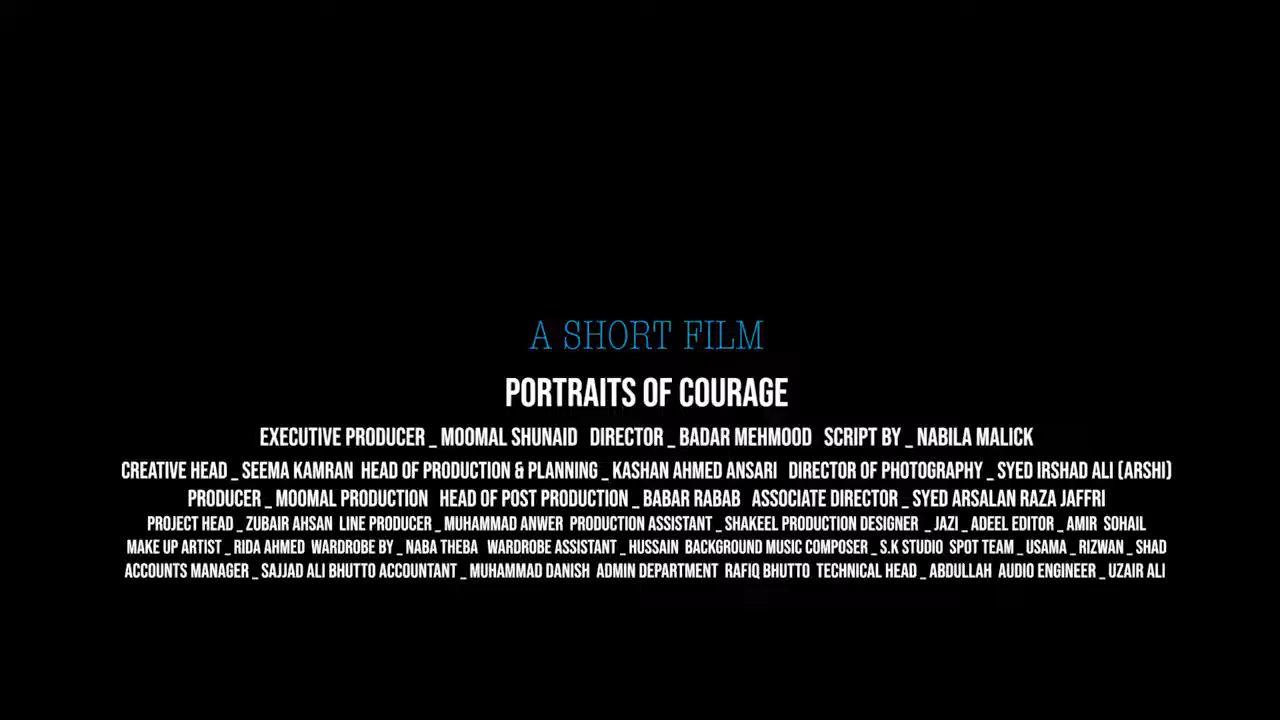 A SHORT FILM
PORTRAITS OF COURAGE
EXECUTIVE PRODUCER _ MOOMAL SHUNAID DIRECTOR _ BADAR MEHMOOD SCRIPT BY _ NABILA MALICK
CREATIVE HEAD _ SEEMA KAMRAN HEAD OF PRODUCTION & PLANNING _ KASHAN AHMED ANSARI DIRECTOR OF PHOTOGRAPHY _ SYED IRSHAD ALI (ARSHI)
PRODUCER _ MOOMAL PRODUCTION HEAD OF POST PRODUCTION _ BABAR RABAB ASSOCIATE DIRECTOR _ SYED ARSALAN RAZA JAFFRI
PROJECT HEAD _ ZUBAIR AHSAN LINE PRODUCER _ MUHAMMAD ANWER PRODUCTION ASSISTANT _ SHAKEEL PRODUCTION DESIGNER _ JAZI _ ADEEL EDITOR _ AMIR SOHAIL
MAKE UP ARTIST _ RIDA AHMED WARDROBE BY _ NABA THEBA WARDROBE ASSISTANT _ HUSSAIN BACKGROUND MUSIC COMPOSER _ S.K STUDIO SPOT TEAM _ USAMA _ RIZWAN _ SHAD
ACCOUNTS MANAGER _ SAJJAD ALI BHUTTO ACCOUNTANT _ MUHAMMAD DANISH ADMIN DEPARTMENT RAFIQ BHUTTO TECHNICAL HEAD _ ABDULLAH AUDIO ENGINEER _ UZAIR ALI